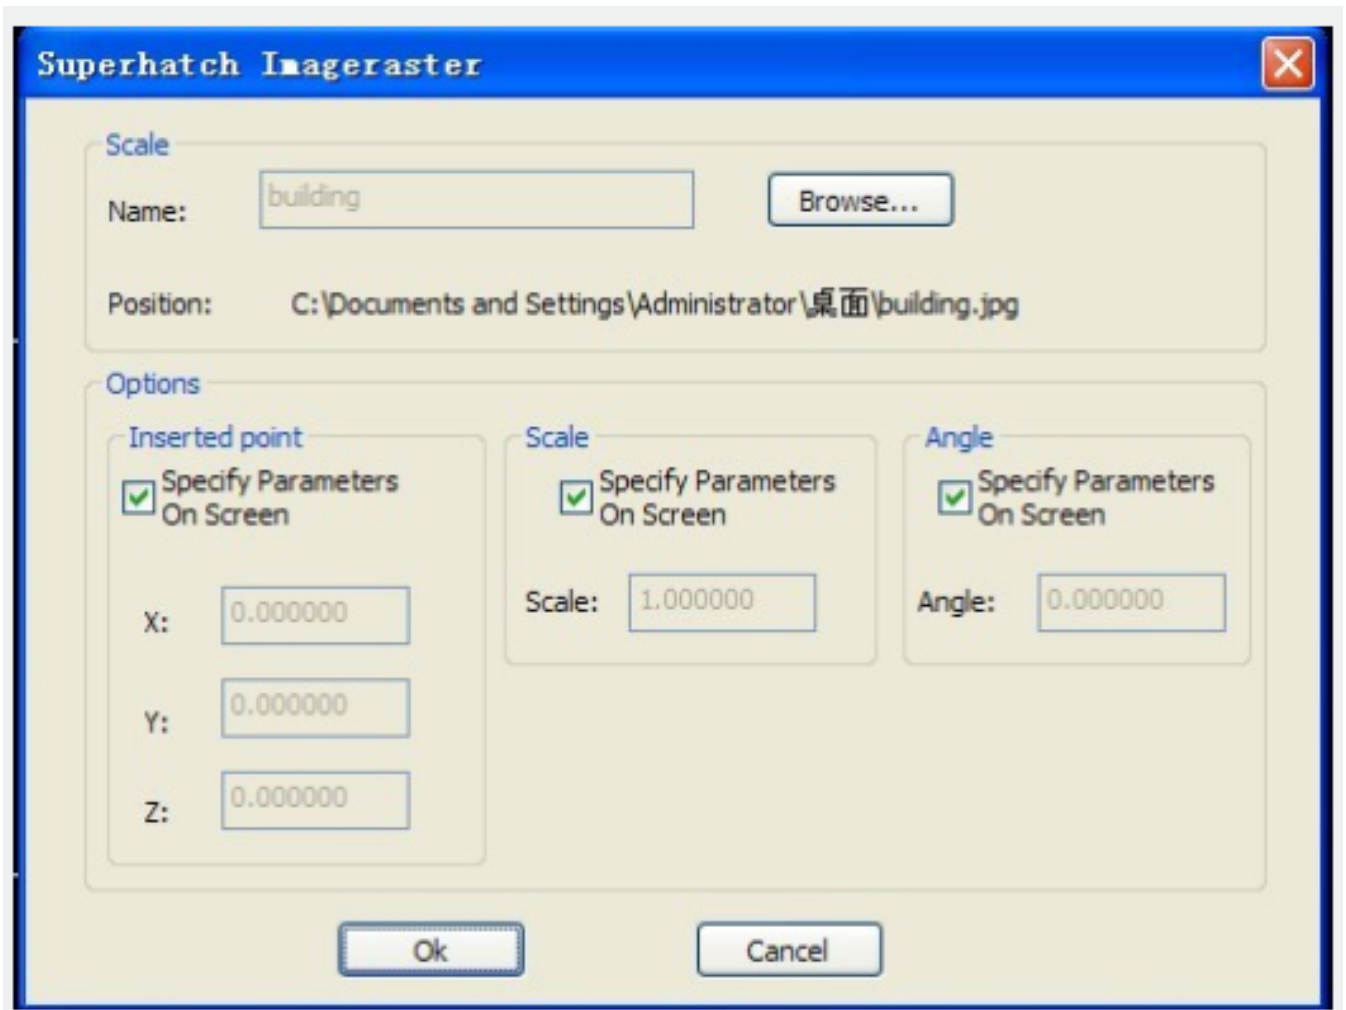 Superhatch Imageraster
Scale
Name:
building
Browse...
Position:
C:\Documents and Settings\Administrator\桌面\building.jpg
Options
Inserted point
Specify Parameters
On Screen
X:
0.000000
Y:
0.000000
Z:
0.000000
Scale
Specify Parameters
On Screen
Scale:
1.000000
Angle
Specify Parameters
On Screen
Angle:
0.000000
Ok
Cancel